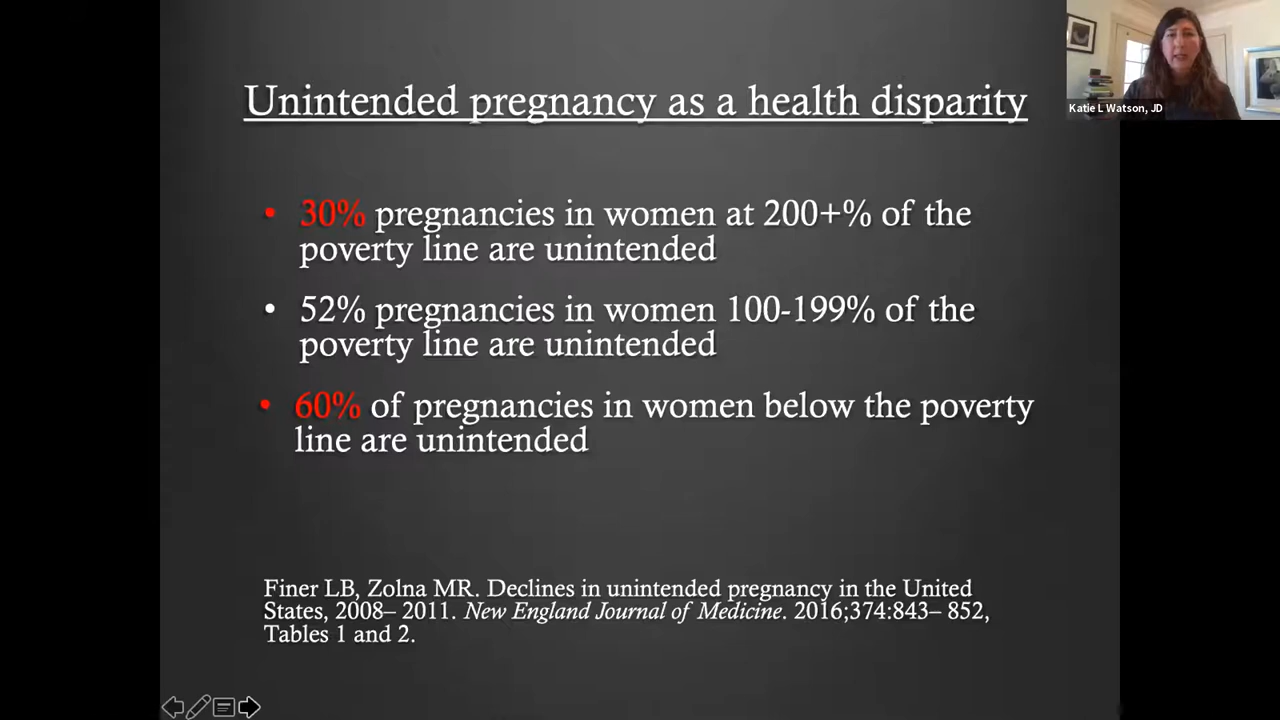 Unintended pregnancy as a health disparity
Katie L Watson, JD
• 30% pregnancies in women at 200+% of the
poverty line are unintended
• 52% pregnancies in women 100-199% of the
poverty line are unintended
• 60% of pregnancies in women below the poverty
line are unintended
Finer LB, Zolna MR. Declines in unintended pregnancy in the United
States, 2008– 2011. New England Journal of Medicine. 2016;374:843– 852,
Tables 1 and 2.